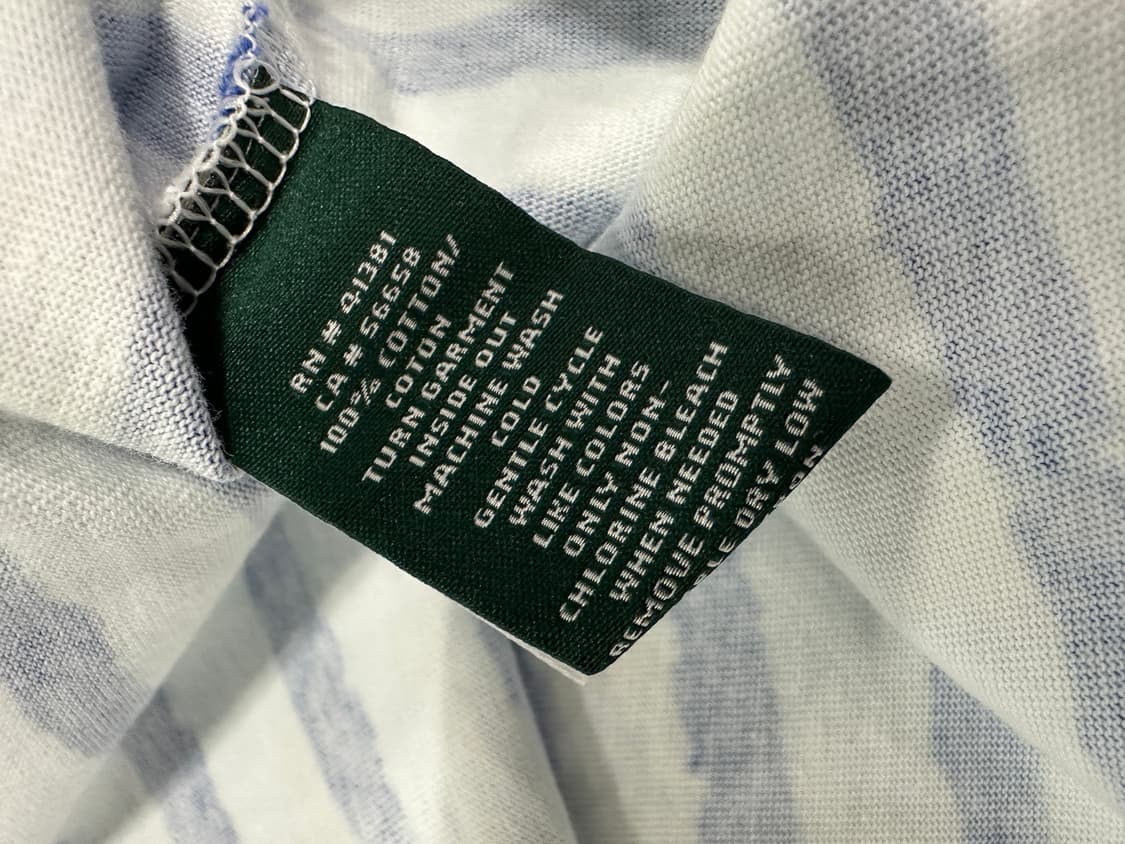 RN # 41381
CA # 56658
100% COTTON/
COTON
TURN GARMENT
INSIDE OUT
MACHINE WASH
COLD
GENTLE CYCLE
WASH WITH
LIKE COLORS
ONLY NON-
CHLORINE BLEACH
WHEN NEEDED
REMOVE PROMPTLY
DRY LOW